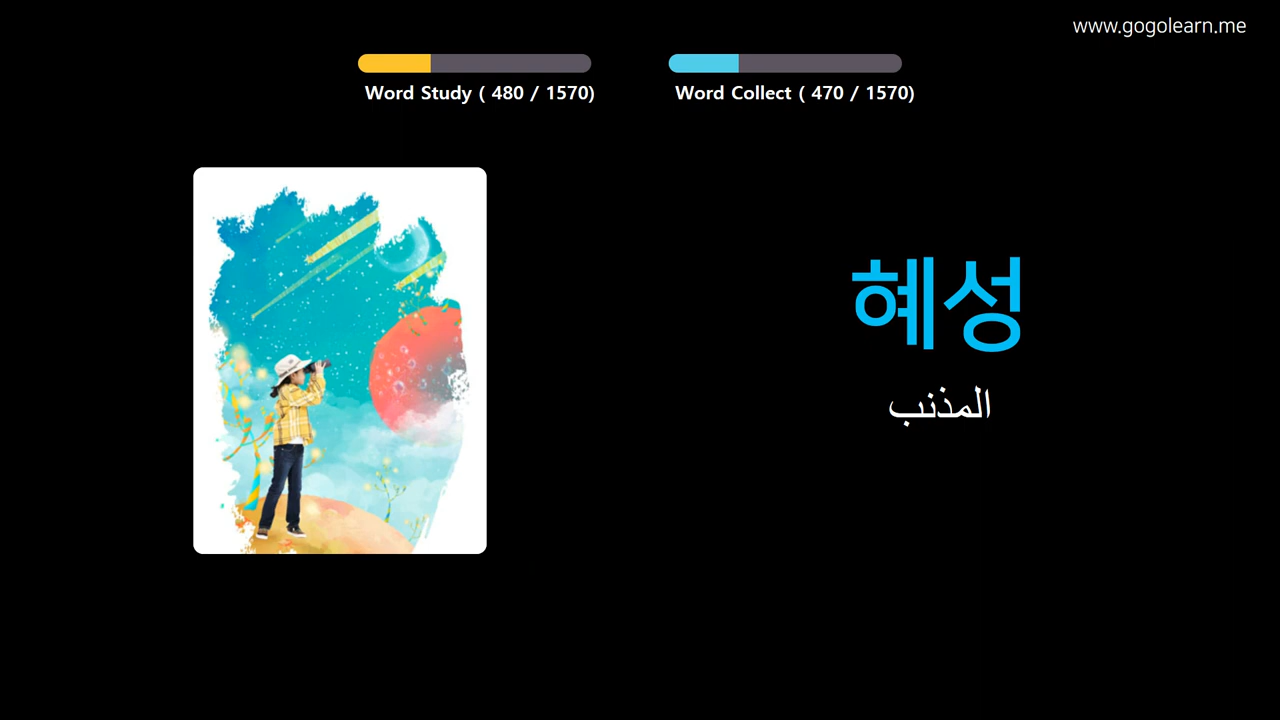 www.gogolearn.me
Word Study ( 480 / 1570)
Word Collect ( 470 / 1570)
혜성
المذنب